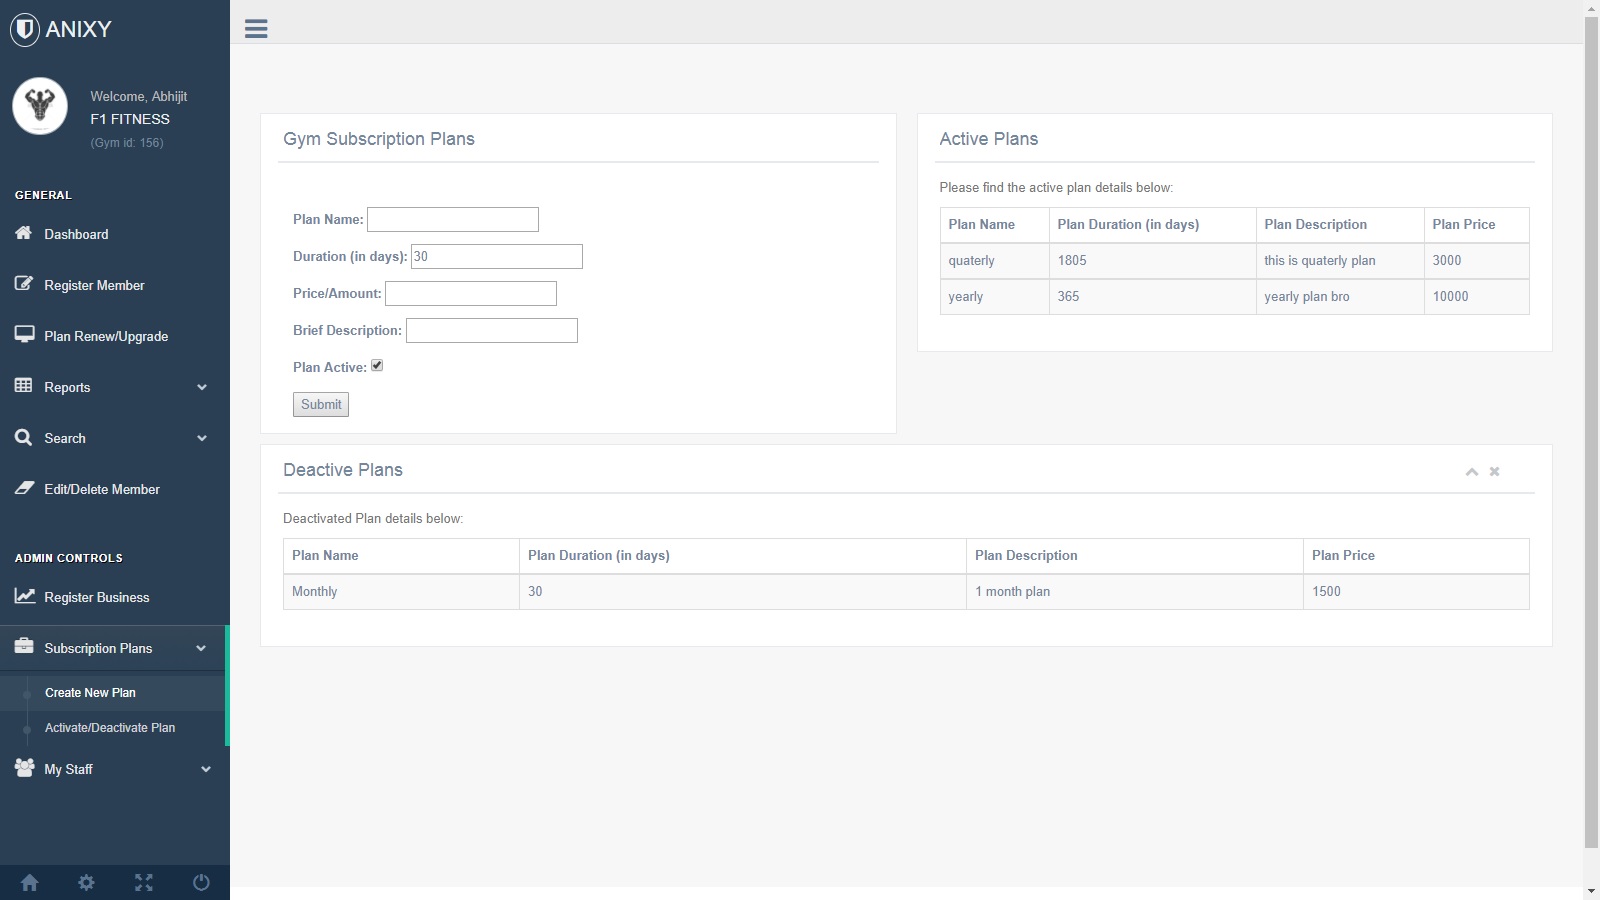 ANIXY
Welcome, Abhijit
F1 FITNESS
(Gym id: 156)
GENERAL
Dashboard
Register Member
Plan Renew/Upgrade
Reports
Search
Edit/Delete Member
ADMIN CONTROLS
Register Business
Subscription Plans
Create New Plan
Activate/Deactivate Plan
My Staff
Gym Subscription Plans
Plan Name:
Duration (in days): 30
Price/Amount:
Brief Description:
Plan Active:
Submit
Active Plans
Please find the active plan details below:
Plan Name Plan Duration (in days) Plan Description Plan Price
quaterly 1805 this is quaterly plan 3000
yearly 365 yearly plan bro 10000
Deactive Plans
Deactivated Plan details below:
Plan Name Plan Duration (in days) Plan Description Plan Price
Monthly 30 1 month plan 1500